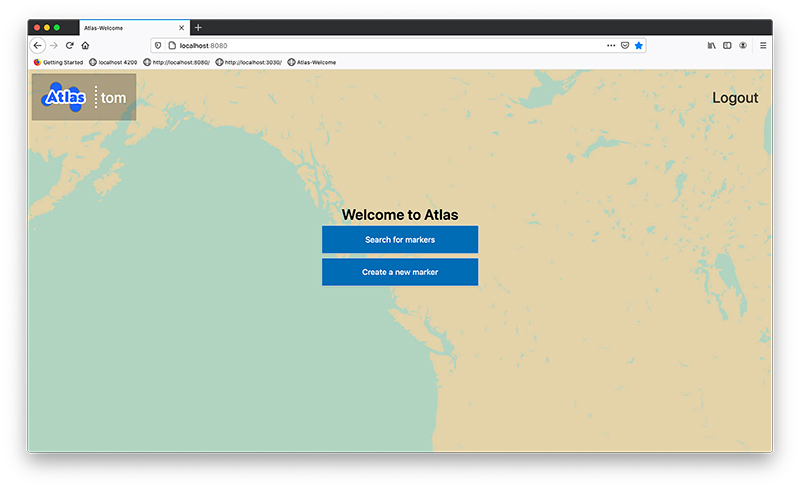 Atlas-Welcome
localhost:8080
Getting Started
localhost 4200
http://localhost:8080/
http://localhost:3030/
Atlas-Welcome
Atlas
tom
Logout
Welcome to Atlas
Search for markers
Create a new marker